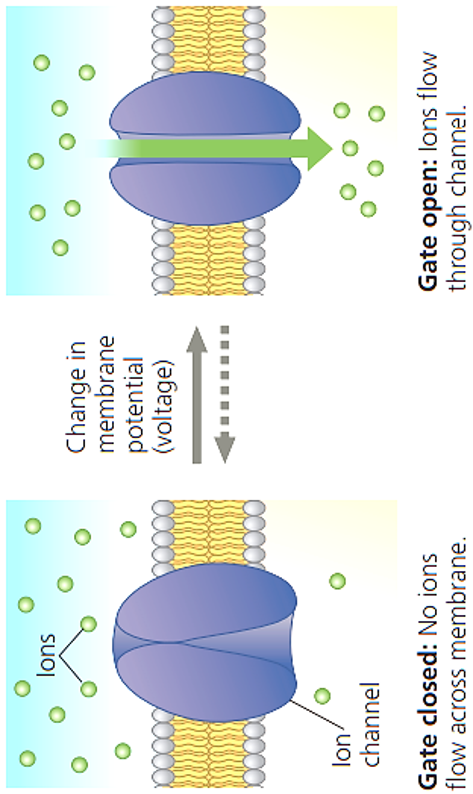 Ions
Ion
channel
Gate closed: No ions
flow across membrane.
Change in
membrane
potential
(voltage)
Gate open: Ions flow
through channel.